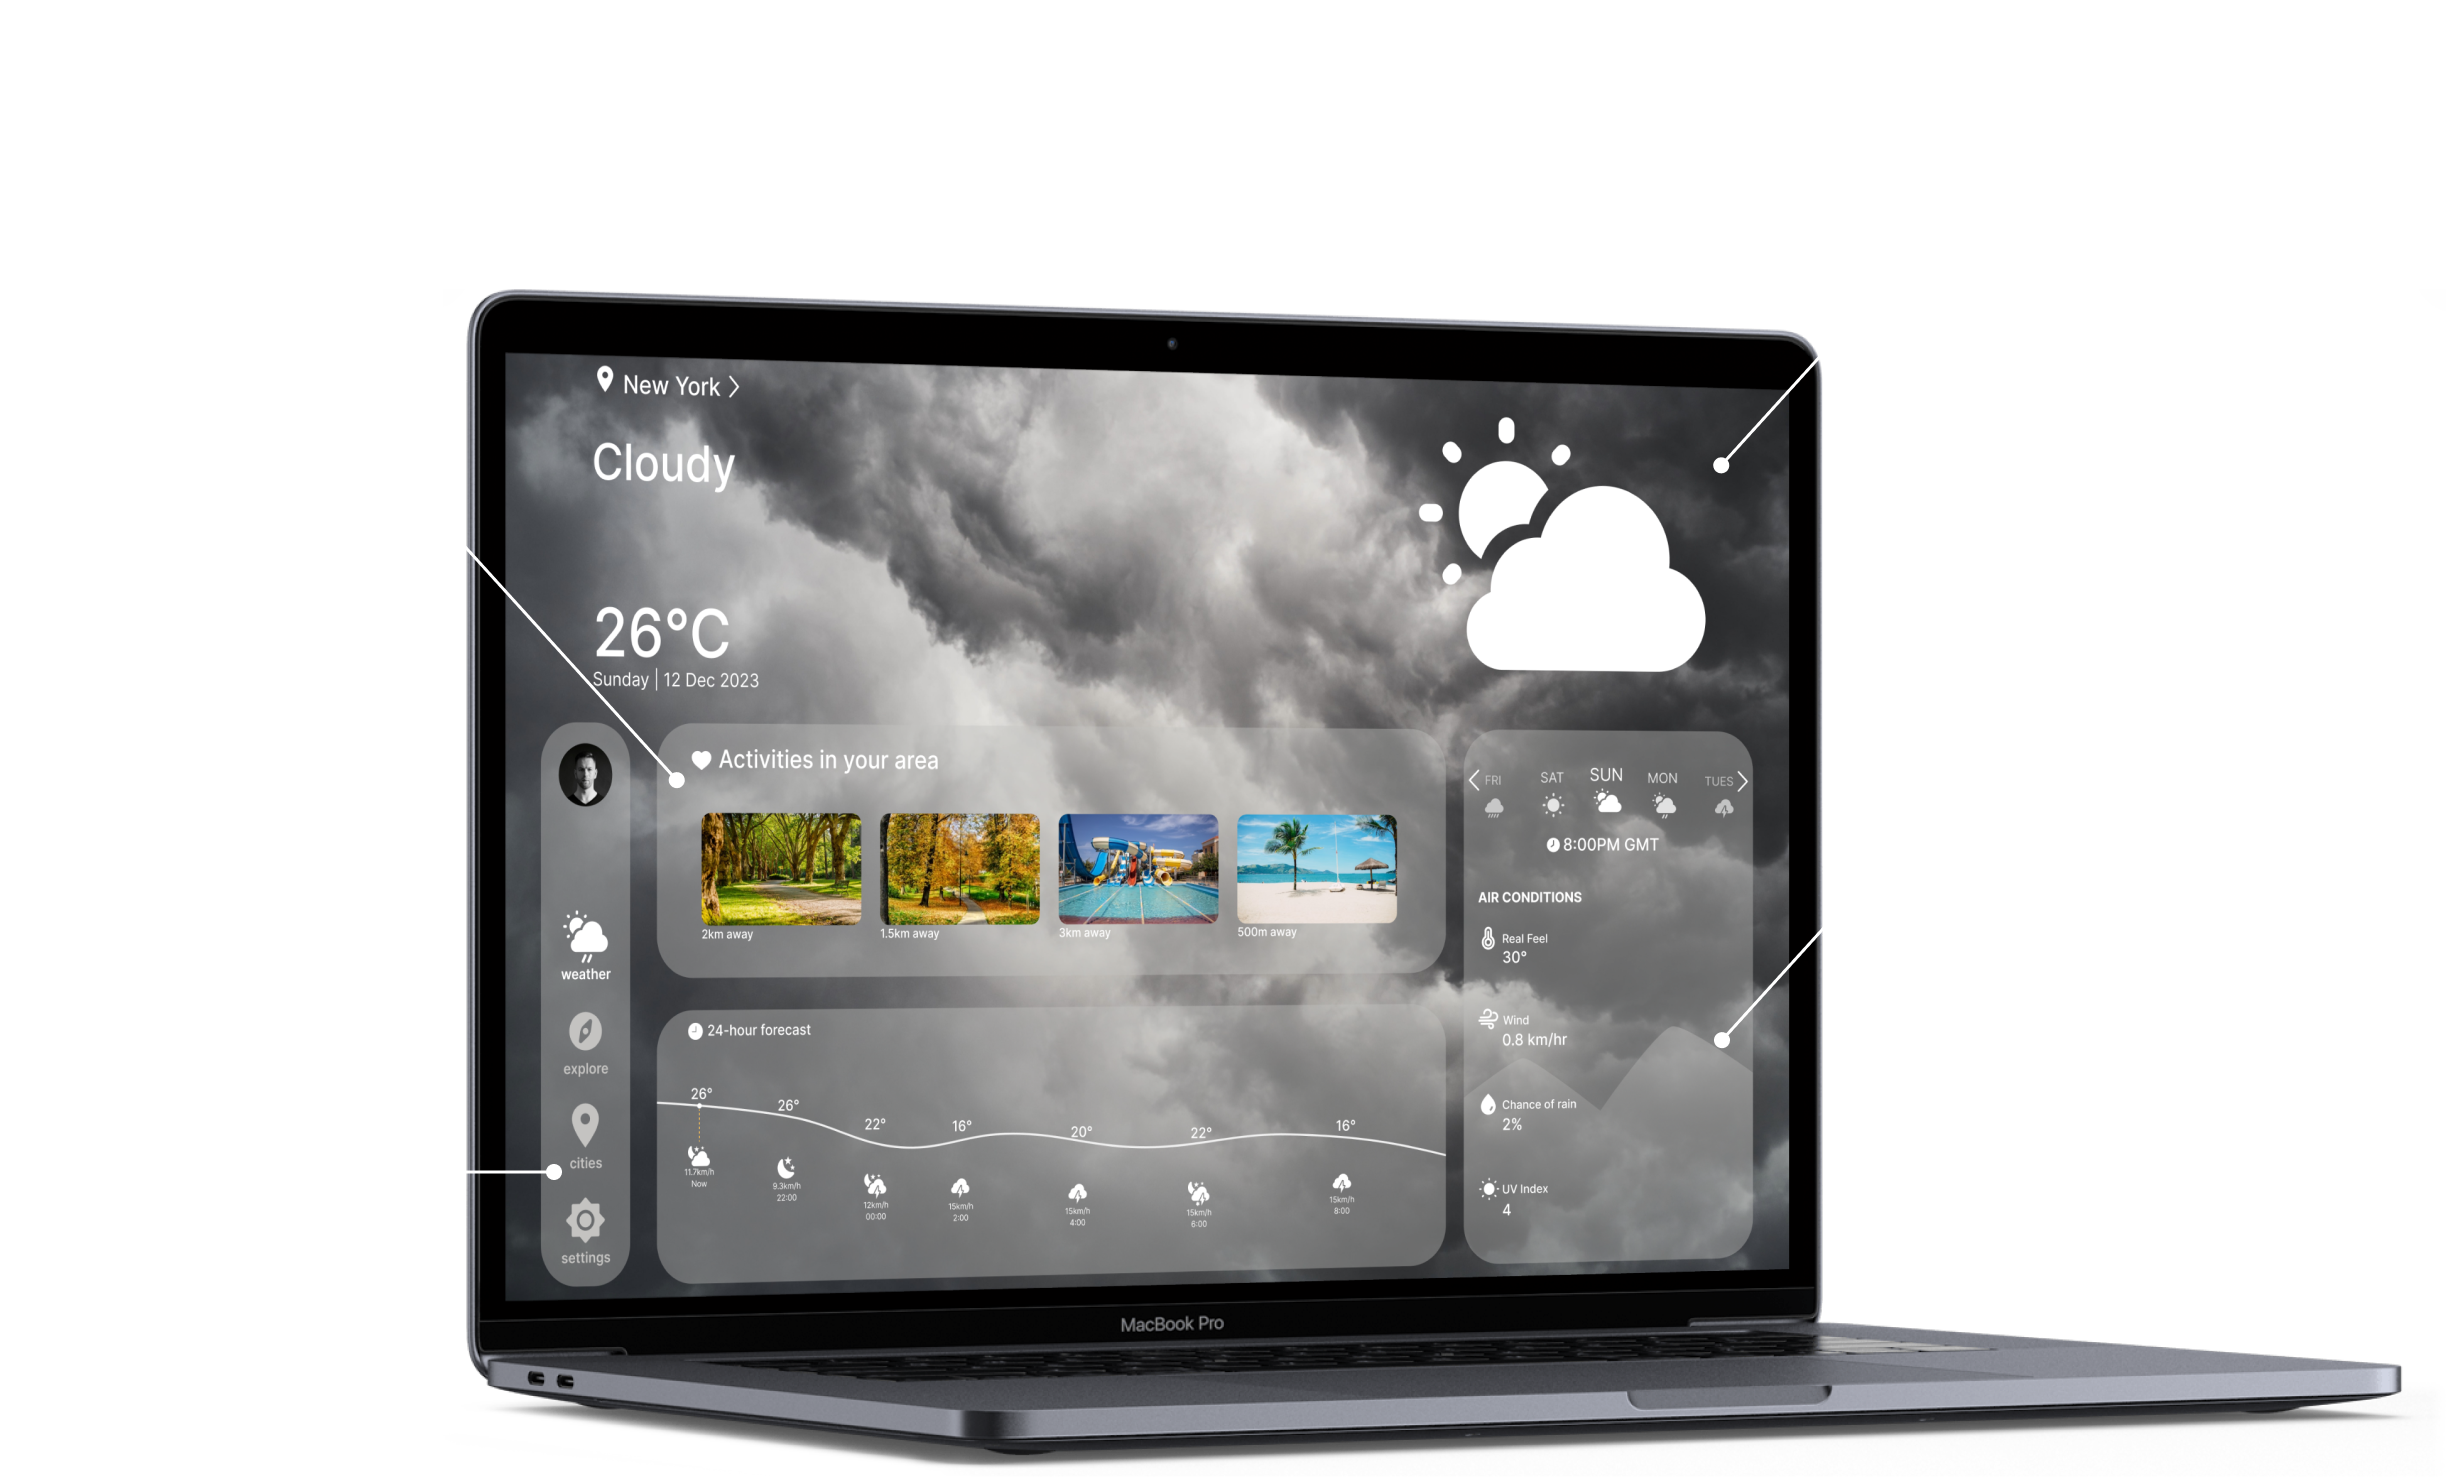 New York
Cloudy
26°C
Sunday | 12 Dec 2023
Activities in your area
2km away
1.5km away
3km away
500m away
24-hour forecast
26°
26°
22°
16°
20°
22°
16°
11.7km/h
Now
9.3km/h
22:00
12km/h
00:00
15km/h
2:00
15km/h
4:00
15km/h
6:00
15km/h
8:00
weather
explore
cities
settings
FRI
SAT
SUN
MON
TUES
8:00PM GMT
AIR CONDITIONS
Real Feel
30°
Wind
0.8 km/hr
Chance of rain
2%
UV Index
4
MacBook Pro